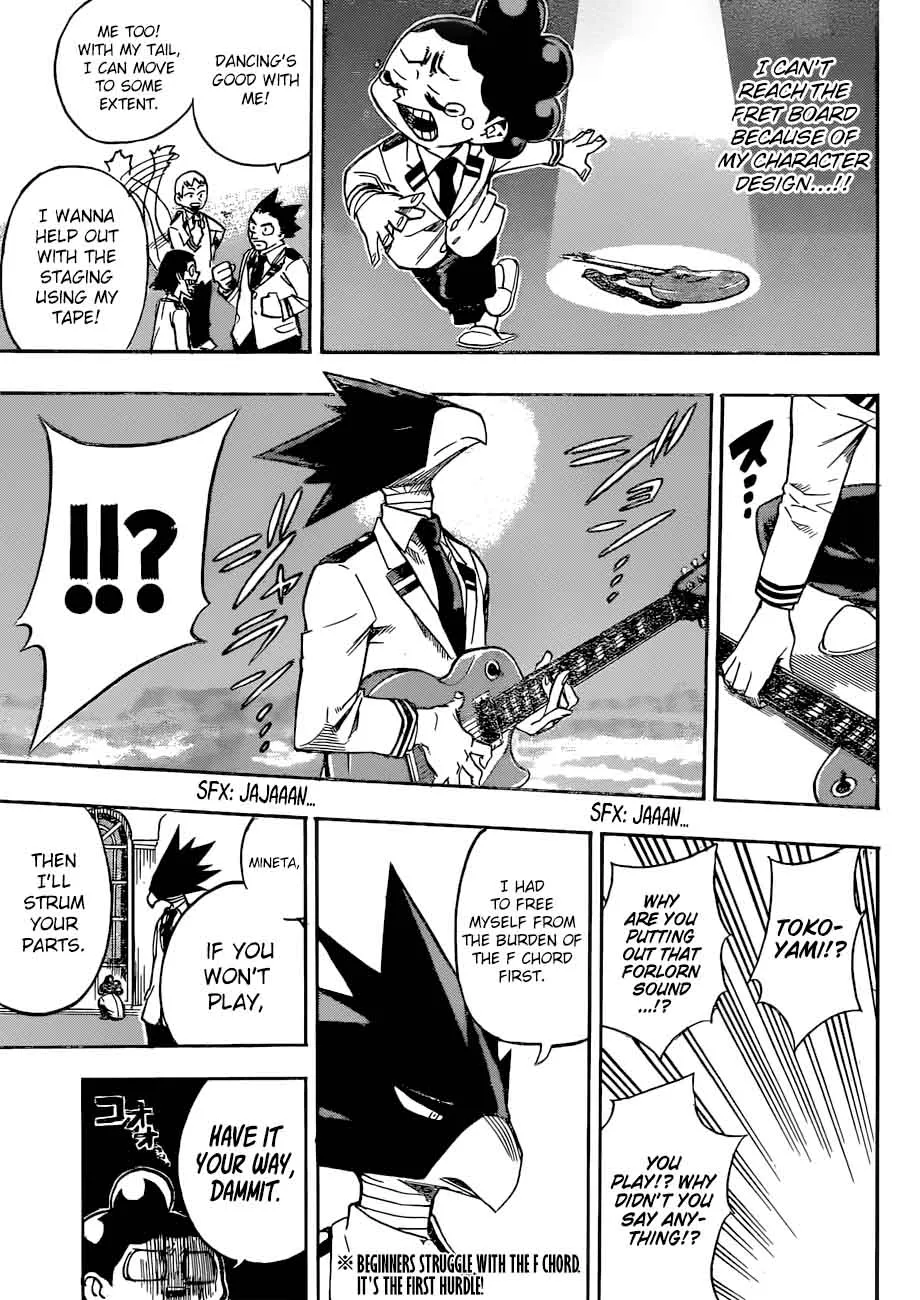 I CAN'T
REACH THE
FRET BOARD
BECAUSE OF
MY CHARACTER
DESIGN...!!
DANCING'S
GOOD WITH
ME!
ME TOO!
WITH MY TAIL,
I CAN MOVE
TO SOME
EXTENT.
I WANNA
HELP OUT
WITH THE
STAGING
USING MY
TAPE!
ス...
!!?
SFX: JAAAN...
SFX: JAJAAAN...
TOKO-
YAMI!?
WHY
ARE YOU
PUTTING
OUT THAT
FORLORN
SOUND
...!?
YOU
PLAY!? WHY
DIDN'T YOU
SAY ANY-
THING!?
I HAD
TO FREE
MYSELF FROM
THE BURDEN OF
THE F CHORD
FIRST.
※ BEGINNERS STRUGGLE WITH THE F CHORD.
IT'S THE FIRST HURDLE!
MINETA,
IF YOU
WON'T
PLAY,
THEN
I'LL
STRUM
YOUR
PARTS.
HAVE IT
YOUR WAY,
DAMMIT.
コオォ